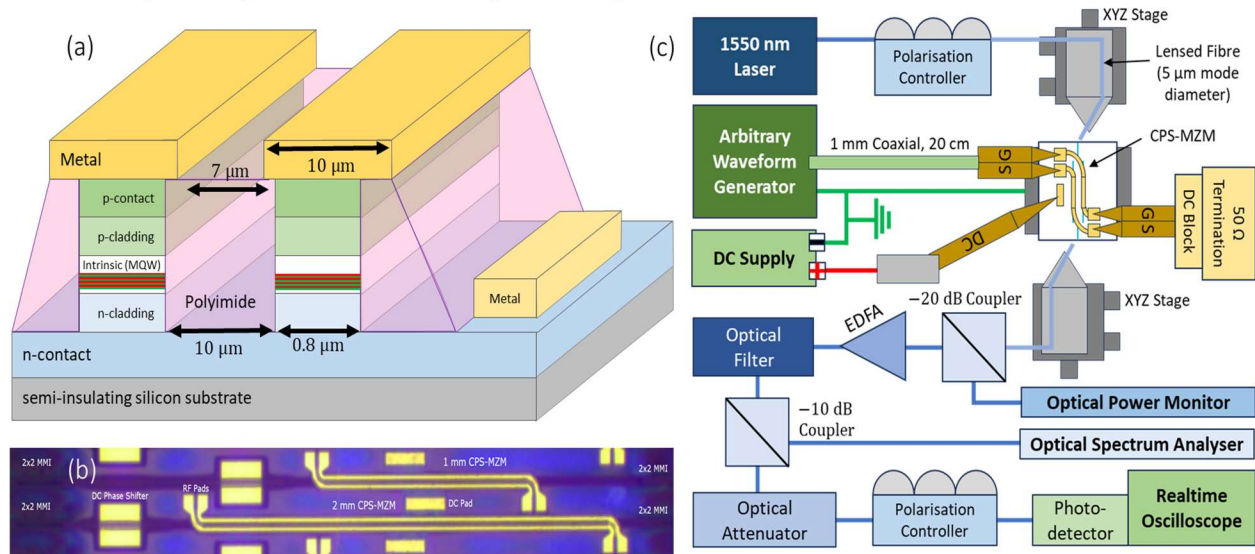 (a)
Metal
7 μm
10 μm
p-contact
p-cladding
Intrinsic (MQW)
n-cladding
Polyimide
10 μm
0.8 μm
Metal
n-contact
semi-insulating silicon substrate
(b)
2x2 MMI
2x2 MMI
DC Phase Shifter
RF Pads
1 mm CPS-MZM
2 mm CPS-MZM
DC Pad
2x2 MMI
2x2 MMI
(c)
1550 nm
Laser
Polarisation
Controller
XYZ Stage
Lensed Fibre
(5 μm mode
diameter)
CPS-MZM
Arbitrary
Waveform
Generator
1 mm Coaxial, 20 cm
SG
GS
DC Block
50 Ω
Termination
DC Supply
DC
XYZ Stage
−20 dB Coupler
EDFA
Optical
Filter
Optical Power Monitor
−10 dB
Coupler
Optical Spectrum Analyser
Optical
Attenuator
Polarisation
Controller
Photo-
detector
Realtime
Oscilloscope